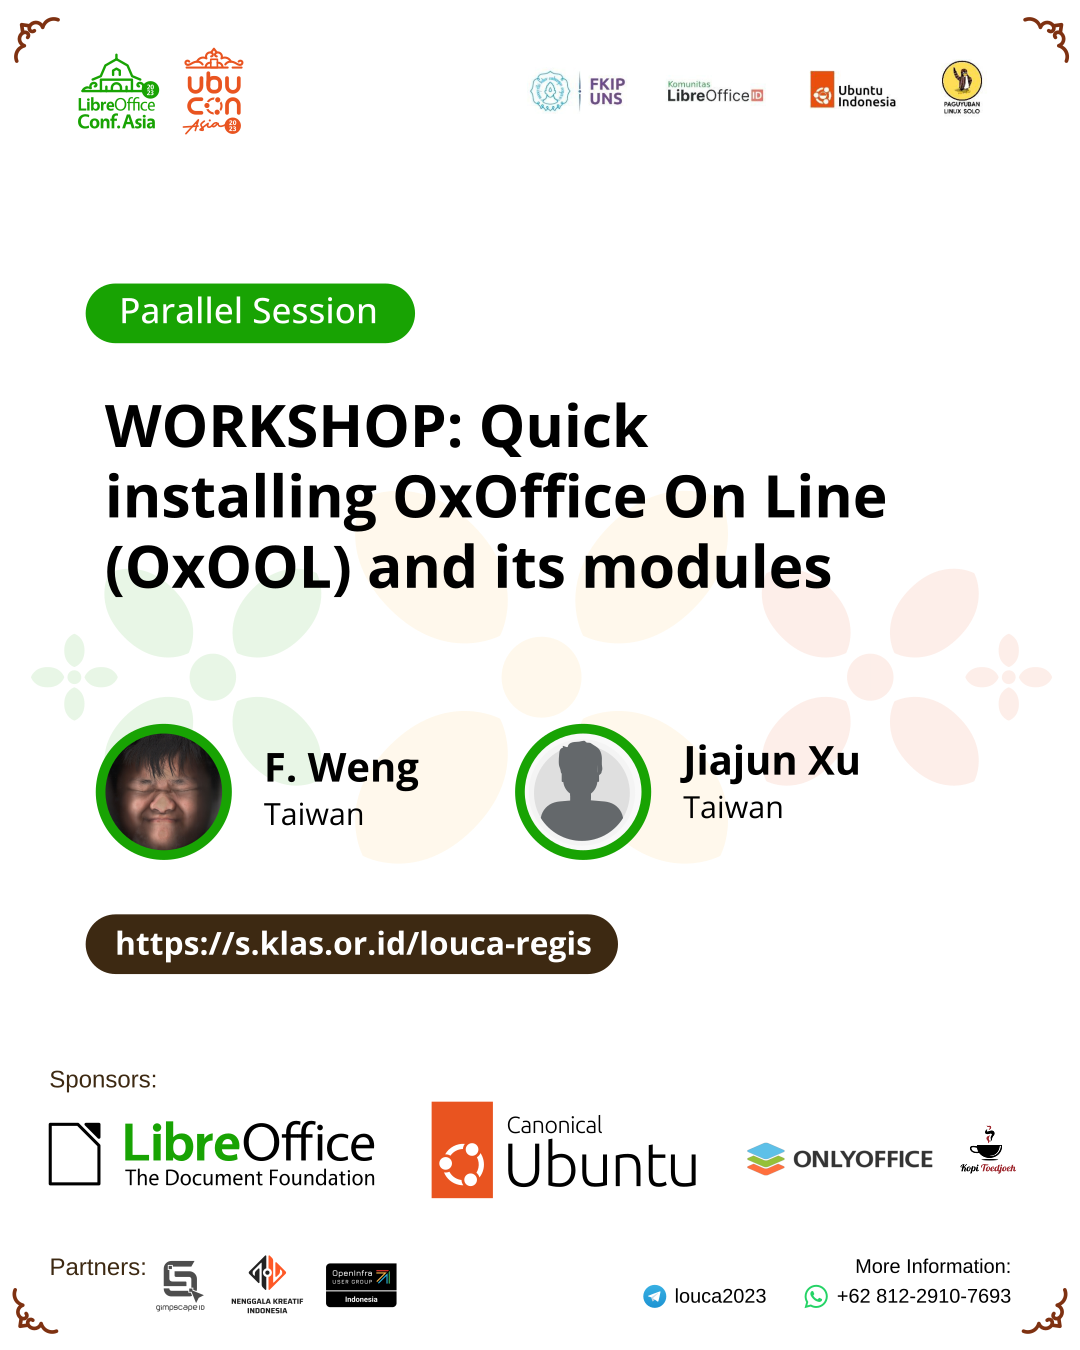 LibreOffice
Conf.Asia
2023
ubu
con
Asia
2023
FKIP
UNS
Komunitas
LibreOffice ID
Ubuntu
Indonesia
PAGUYUBAN
LINUX SOLO
Parallel Session
WORKSHOP: Quick
installing OxOffice On Line
(OxOOL) and its modules
F. Weng
Taiwan
Jiajun Xu
Taiwan
https://s.klas.or.id/louca-regis
Sponsors:
LibreOffice
The Document Foundation
Canonical
Ubuntu
ONLYOFFICE
Kopi Toedjoeh
Partners:
gimpscape ID
NENGGALA KREATIF
INDONESIA
OpenInfra
USER GROUP
Indonesia
More Information:
louca2023
+62 812-2910-7693